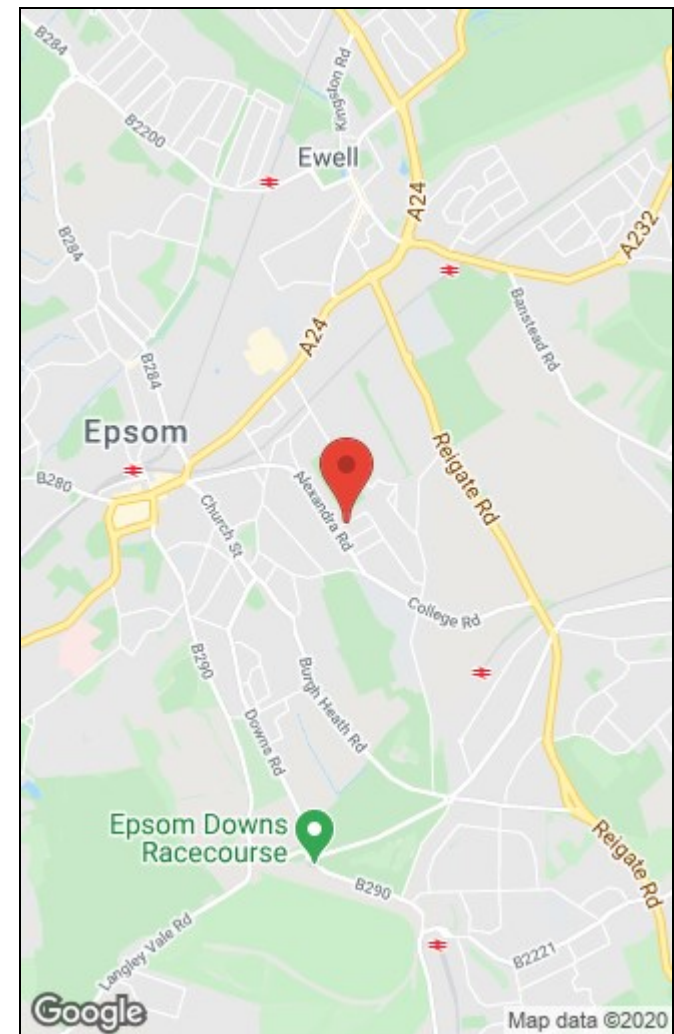 B284
Kingston Rd
B2200
Ewell
A24
A232
B284
Banstead Rd
A24
B284
Epsom
Reigate Rd
B280
Alexandra Rd
Church St
College Rd
B290
Burgh Heath Rd
Downs Rd
Epsom Downs
Racecourse
Reigate Rd
B290
Langley Vale Rd
B2221
Google
Map data ©2020